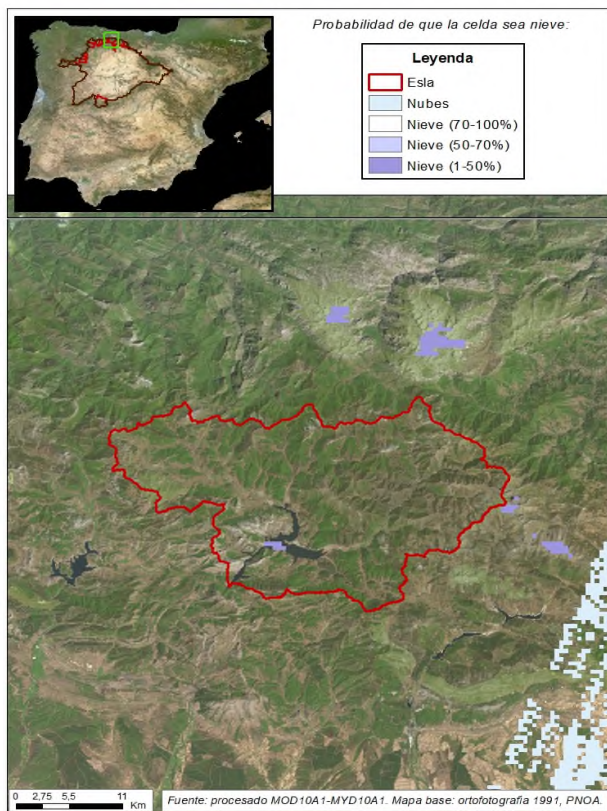 Probabilidad de que la celda sea nieve:
Leyenda
Esla
Nubes
Nieve (70-100%)
Nieve (50-70%)
Nieve (1-50%)
0 2,75 5,5 11
Km
Fuente: procesado MOD10A1-MYD10A1. Mapa base: ortofotografia 1991, PNOA